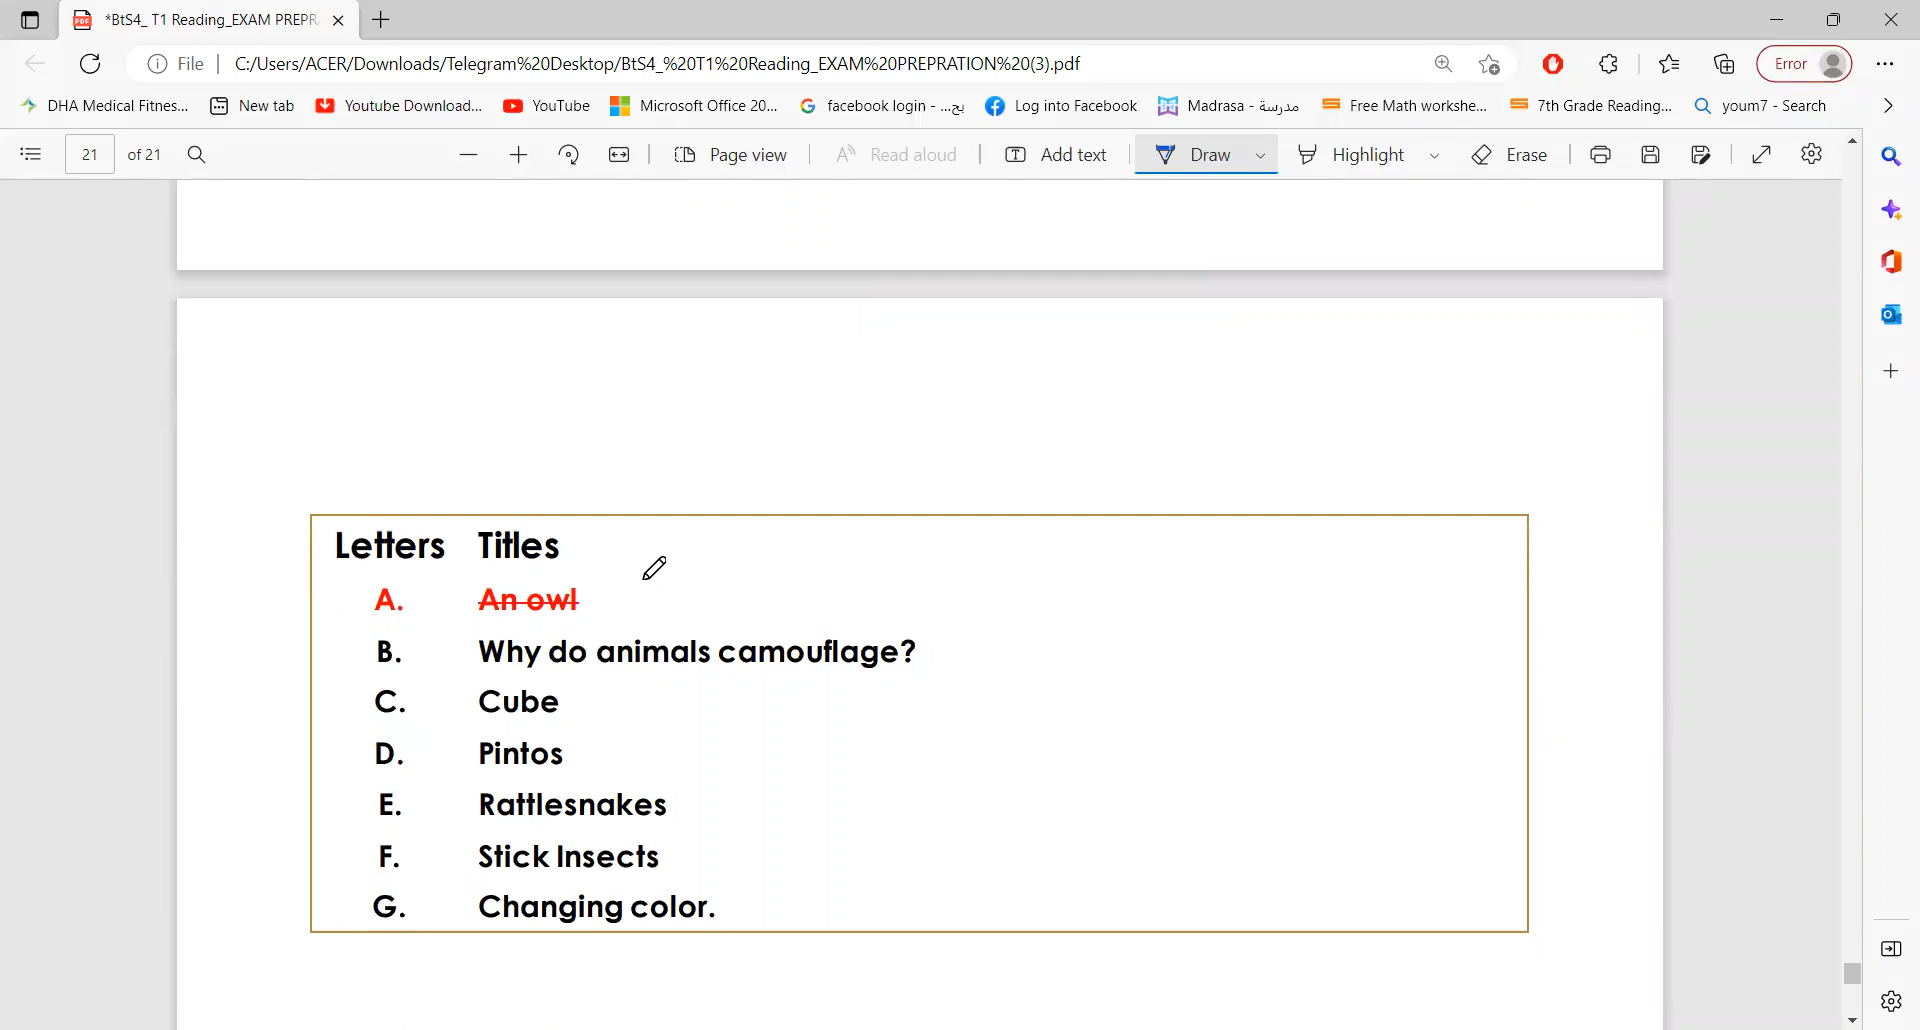 *BtS4_ T1 Reading_EXAM PREPR
File C:/Users/ACER/Downloads/Telegram%20Desktop/BtS4_%20T1%20Reading_EXAM%20PREPRATION%20(3).pdf Error
DHA Medical Fitnes... New tab Youtube Download... YouTube Microsoft Office 20... facebook login - ...بح Log into Facebook Madrasa - مدرسة Free Math workshe... 7th Grade Reading... youm7 - Search
21 of 21 Page view Read aloud Add text Draw Highlight Erase
Letters Titles
A. An owl
B. Why do animals camouflage?
C. Cube
D. Pintos
E. Rattlesnakes
F. Stick Insects
G. Changing color.